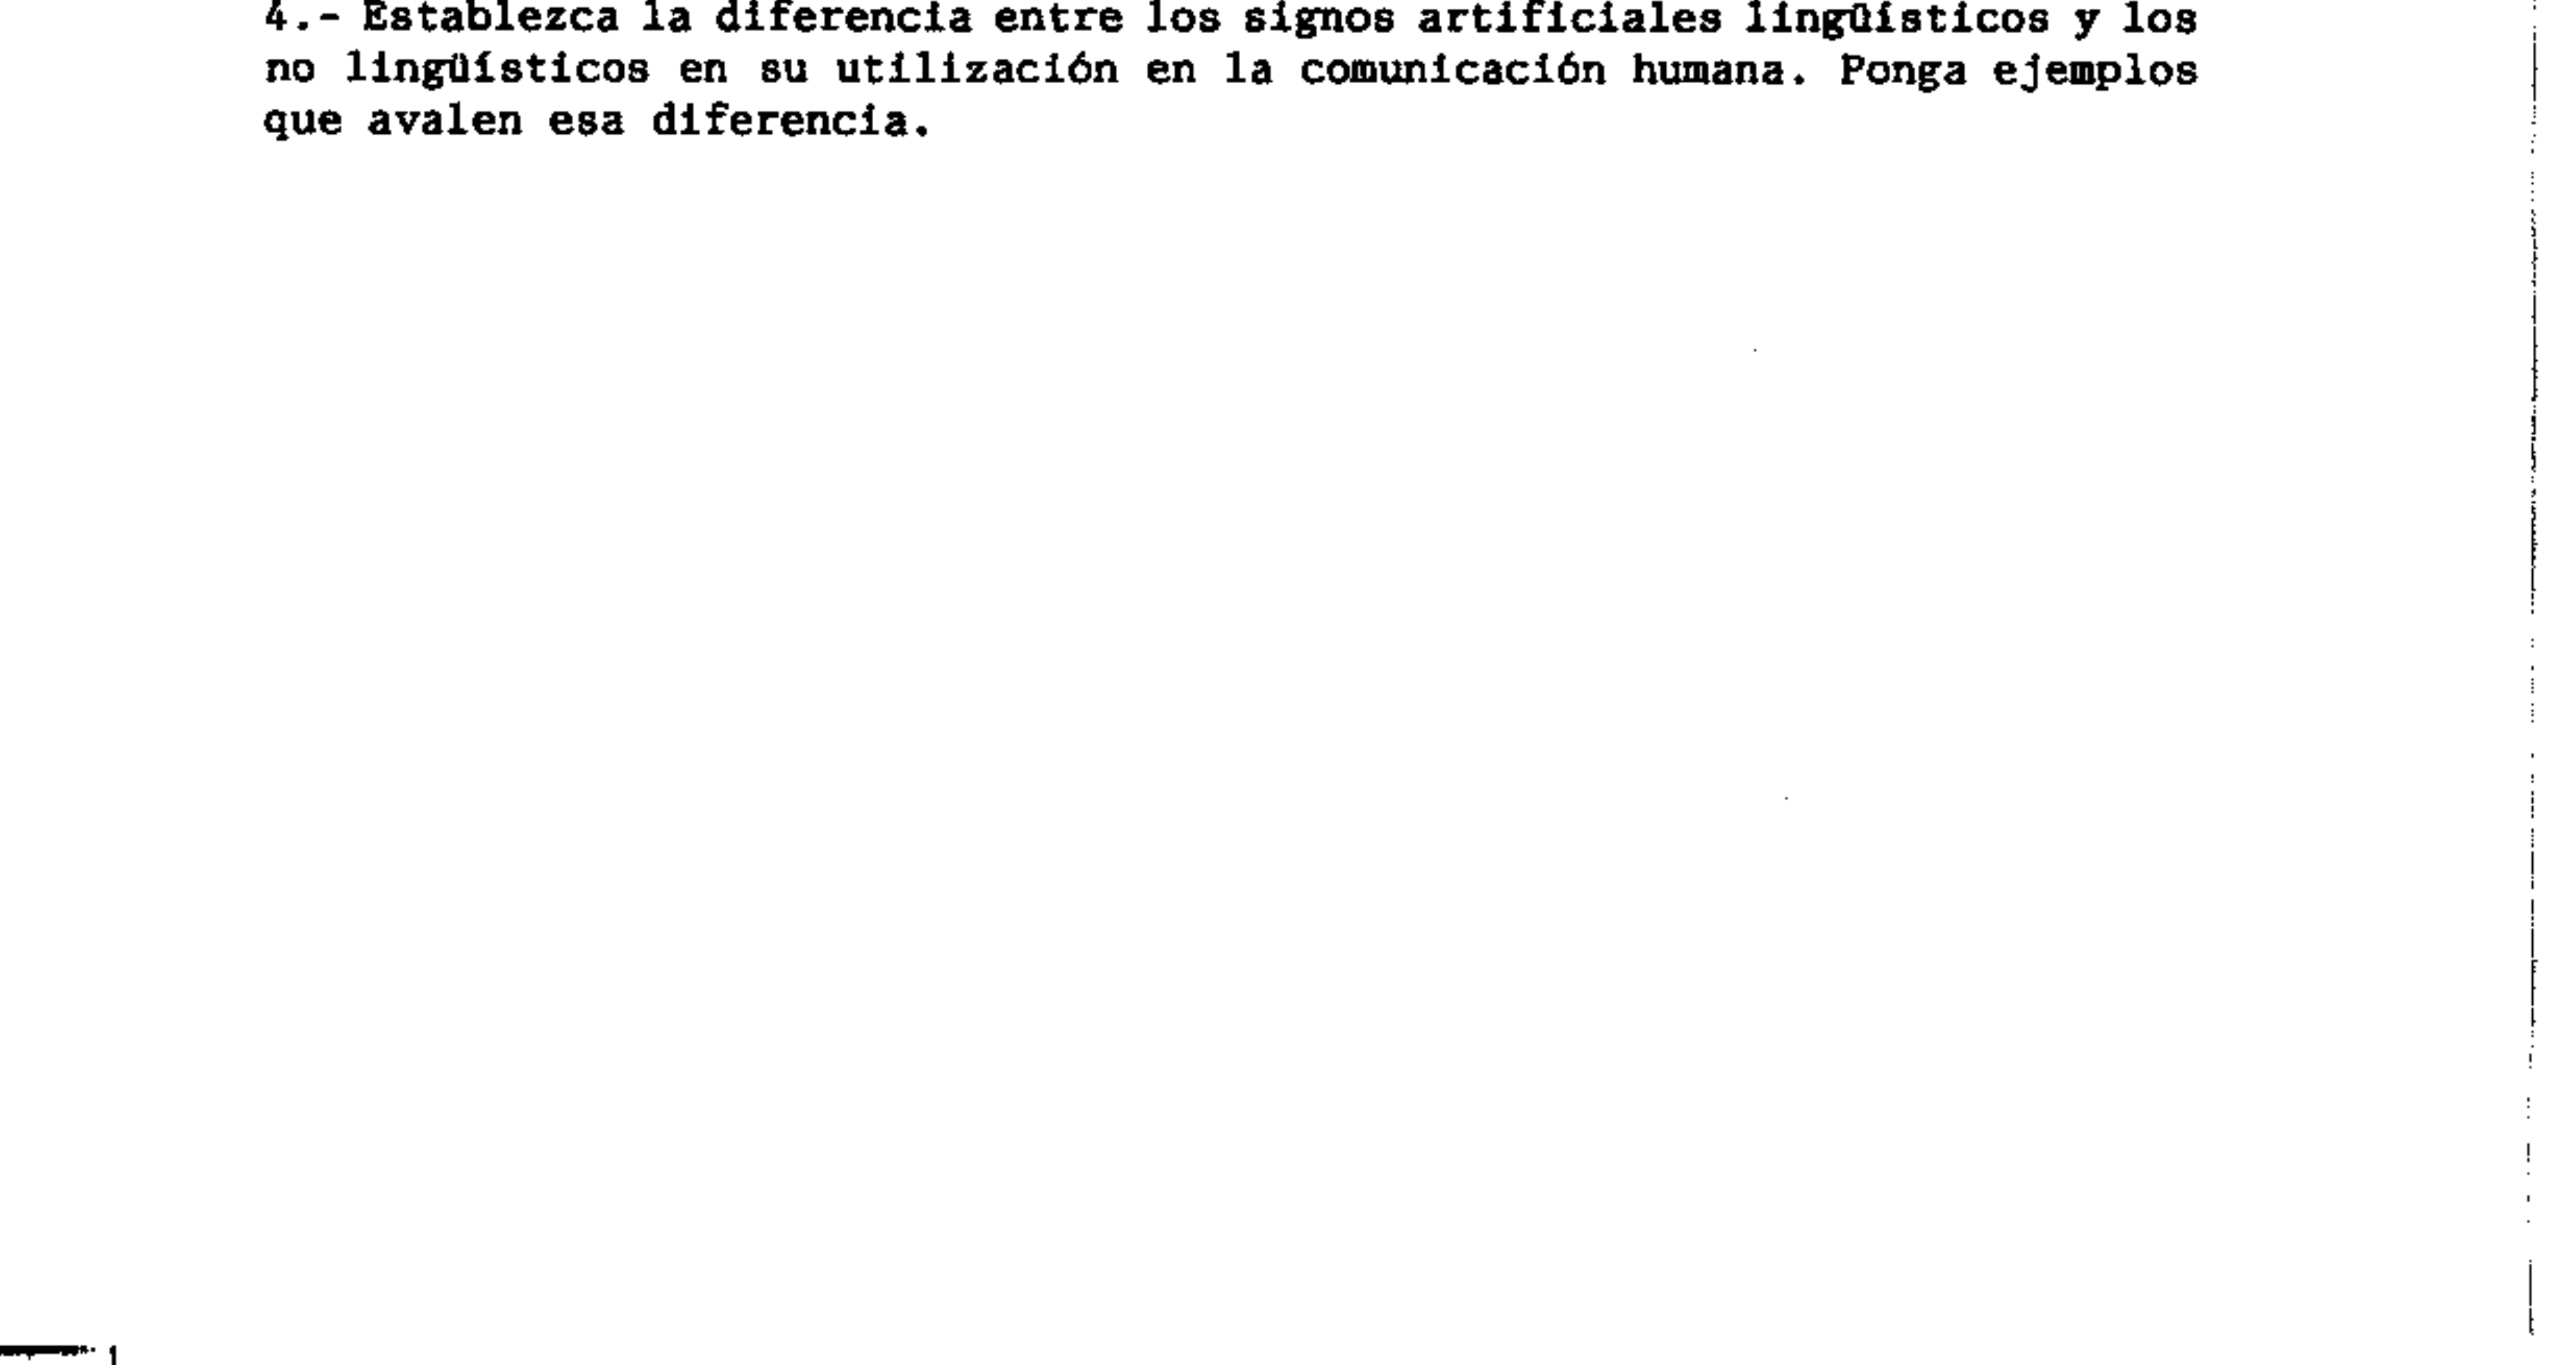 4.- Establezca la diferencia entre los signos artificiales lingüísticos y los
no lingüísticos en su utilización en la comunicación humana. Ponga ejemplos
que avalen esa diferencia.